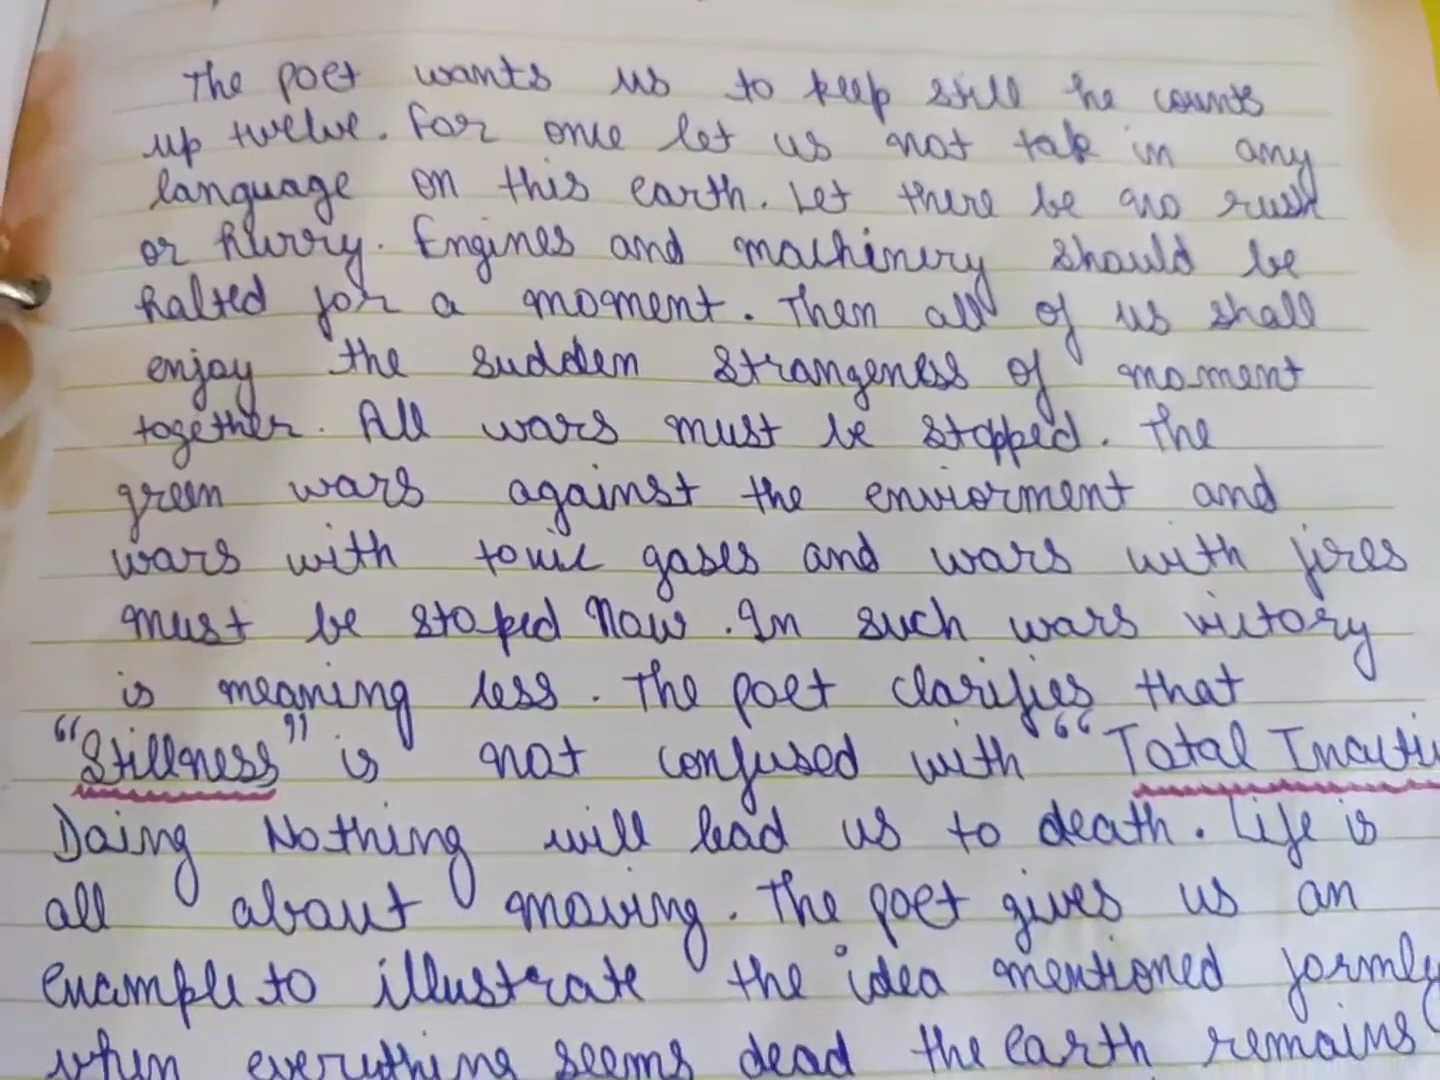 The poet wants us to keep still he counts
up twelve. For once let us not talk in any
language on this earth. Let there be no rush
or hurry. Engines and machinery should be
halted for a moment. Then all of us shall
enjoy the sudden strangeness of moment
together. All wars must be stopped. The
green wars against the enviorment and
wars with toxic gases and wars with fires
must be stoped Now. In such wars victory
is meaning less. The poet clarifies that
"Stillness" is not confused with "Total Inacti
Doing Nothing will lead us to death. Life is
all about moving. The poet gives us an
example to illustrate the idea mentioned formly
when everything seems dead the earth remains